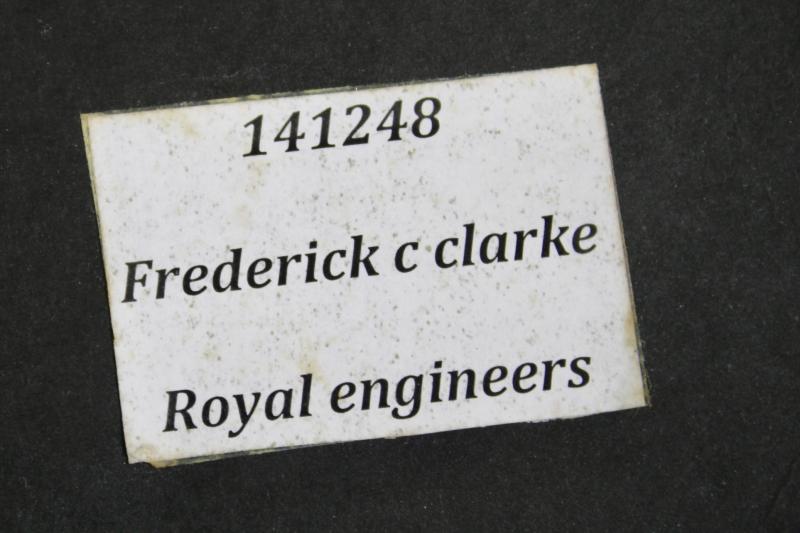 141248
Frederick c clarke
Royal engineers